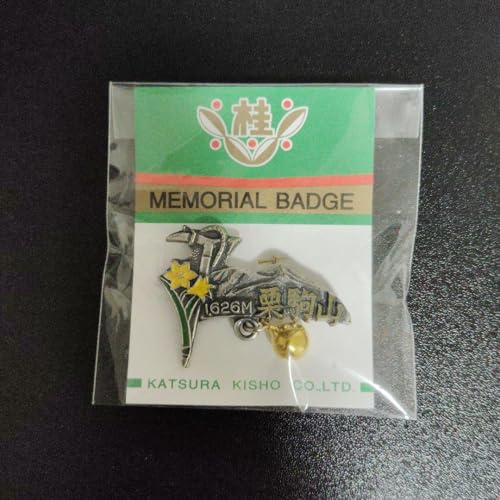 桂
MEMORIAL BADGE
1626M 栗駒山
KATSURA KISHO CO.,LTD.